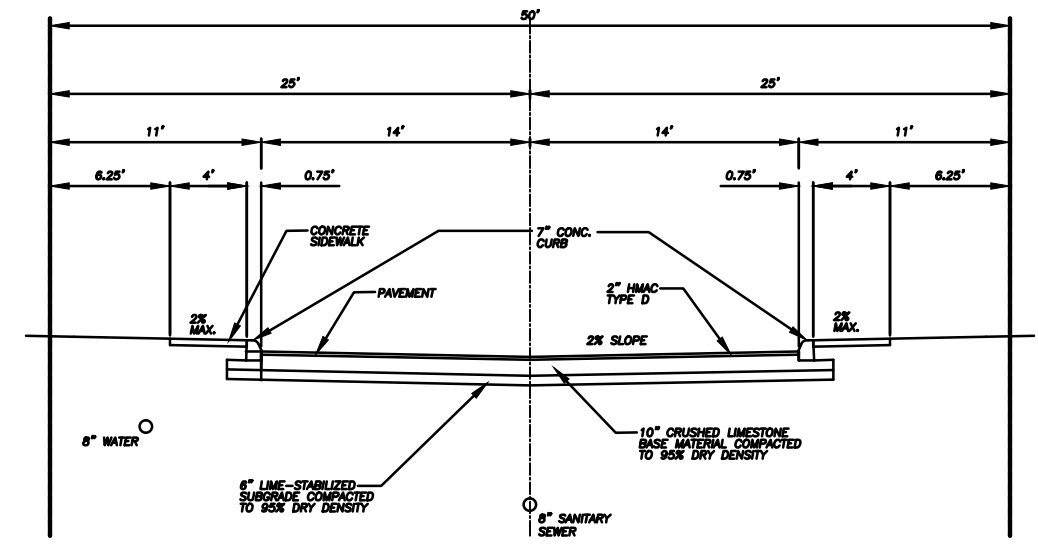 50'
25'
25'
11'
14'
14'
11'
6.25'
4'
0.75'
0.75'
4'
6.25'
CONCRETE
SIDEWALK
7" CONC.
CURB
PAVEMENT
2" HMAC
TYPE D
2%
MAX.
2% SLOPE
2%
MAX.
8" WATER
10" CRUSHED LIMESTONE
BASE MATERIAL COMPACTED
TO 95% DRY DENSITY
6" LIME-STABILIZED
SUBGRADE COMPACTED
TO 95% DRY DENSITY
8" SANITARY
SEWER